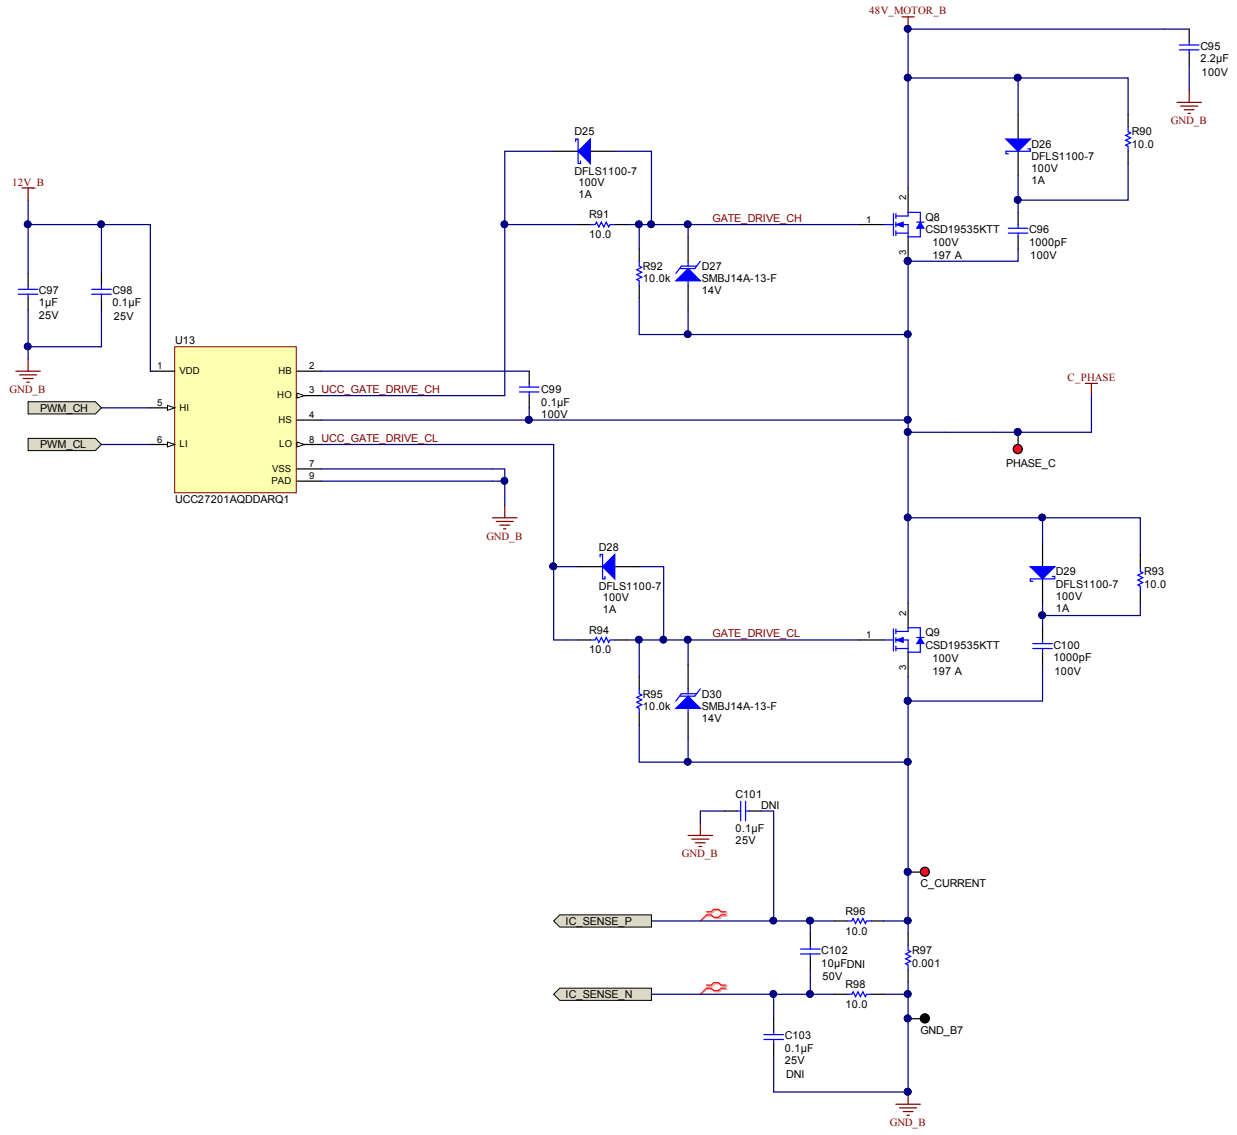 48V_MOTOR_B
C95
2.2µF
100V
GND_B
D25
DFLS1100-7
100V
1A
D26
DFLS1100-7
100V
1A
R90
10.0
12V_B
R91
10.0
GATE_DRIVE_CH
1
2
3
Q8
CSD19535KTT
100V
197 A
C96
1000pF
100V
R92
10.0k
D27
SMBJ14A-13-F
14V
C97
1µF
25V
C98
0.1µF
25V
GND_B
U13
1
VDD
HB
2
HO
3
UCC_GATE_DRIVE_CH
C99
0.1µF
100V
C_PHASE
PWM_CH
5
HI
HS
4
PWM_CL
6
LI
LO
8
UCC_GATE_DRIVE_CL
PHASE_C
VSS
7
PAD
9
UCC27201AQDDARQ1
GND_B
D28
DFLS1100-7
100V
1A
D29
DFLS1100-7
100V
1A
R93
10.0
R94
10.0
GATE_DRIVE_CL
1
2
3
Q9
CSD19535KTT
100V
197 A
C100
1000pF
100V
R95
10.0k
D30
SMBJ14A-13-F
14V
C101
DNI
0.1µF
25V
GND_B
C_CURRENT
IC_SENSE_P
R96
10.0
C102
10µF
DNI
50V
R97
0.001
IC_SENSE_N
R98
10.0
GND_B7
C103
0.1µF
25V
DNI
GND_B